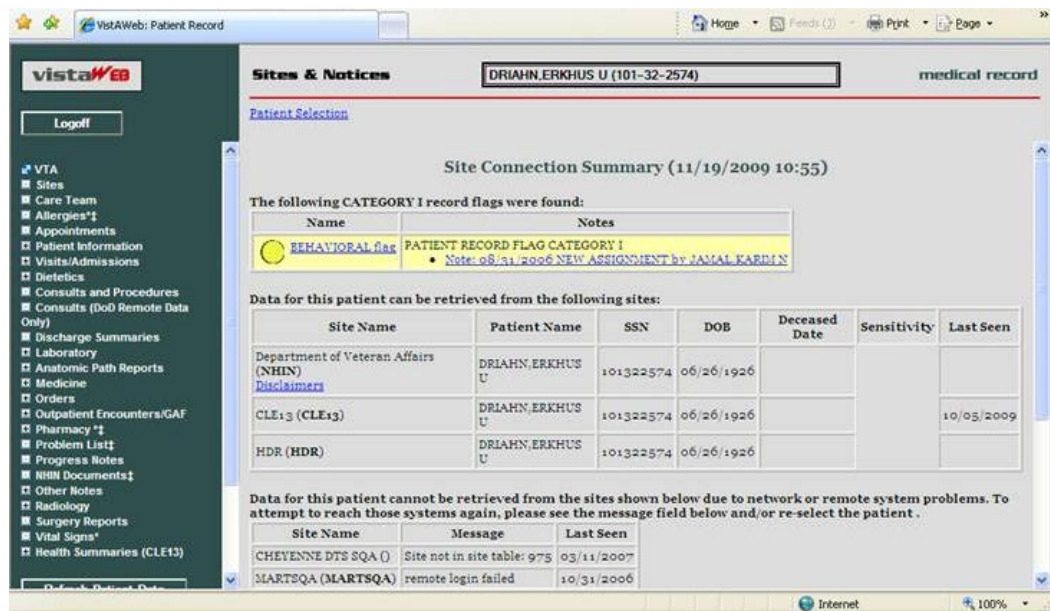 VistAWeb: Patient Record
Home
Feeds (J)
Print
Page
»
vistaWEB
Sites & Notices
DRIAHN,ERKHUS U (101-32-2574)
medical record
Logoff
Patient Selection
VTA
Sites
Care Team
Allergies*‡
Appointments
Patient Information
Visits/Admissions
Dietetics
Consults and Procedures
Consults (DoD Remote Data
Only)
Discharge Summaries
Laboratory
Anatomic Path Reports
Medicine
Orders
Outpatient Encounters/GAF
Pharmacy *‡
Problem List‡
Progress Notes
NHIN Documents‡
Other Notes
Radiology
Surgery Reports
Vital Signs*
Health Summaries (CLE13)
Refresh Patient Data
Site Connection Summary (11/19/2009 10:55)
The following CATEGORY I record flags were found:
Name Notes
BEHAVIORAL flag PATIENT RECORD FLAG CATEGORY I
• Note: 08/31/2006 NEW ASSIGNMENT by JAMAL,KARIM N
Data for this patient can be retrieved from the following sites:
Site Name Patient Name SSN DOB Deceased Date Sensitivity Last Seen
Department of Veteran Affairs
(NHIN)
Disclaimers
DRIAHN,ERKHUS
U
101322574 06/26/1926
CLE13 (CLE13) DRIAHN,ERKHUS
U
101322574 06/26/1926 10/05/2009
HDR (HDR) DRIAHN,ERKHUS
U
101322574 06/26/1926
Data for this patient cannot be retrieved from the sites shown below due to network or remote system problems. To
attempt to reach those systems again, please see the message field below and/or re-select the patient .
Site Name Message Last Seen
CHEYENNE DTS SQA () Site not in site table: 975 03/11/2007
MARTSQA (MARTSQA) remote login failed 10/31/2006
Internet
100%